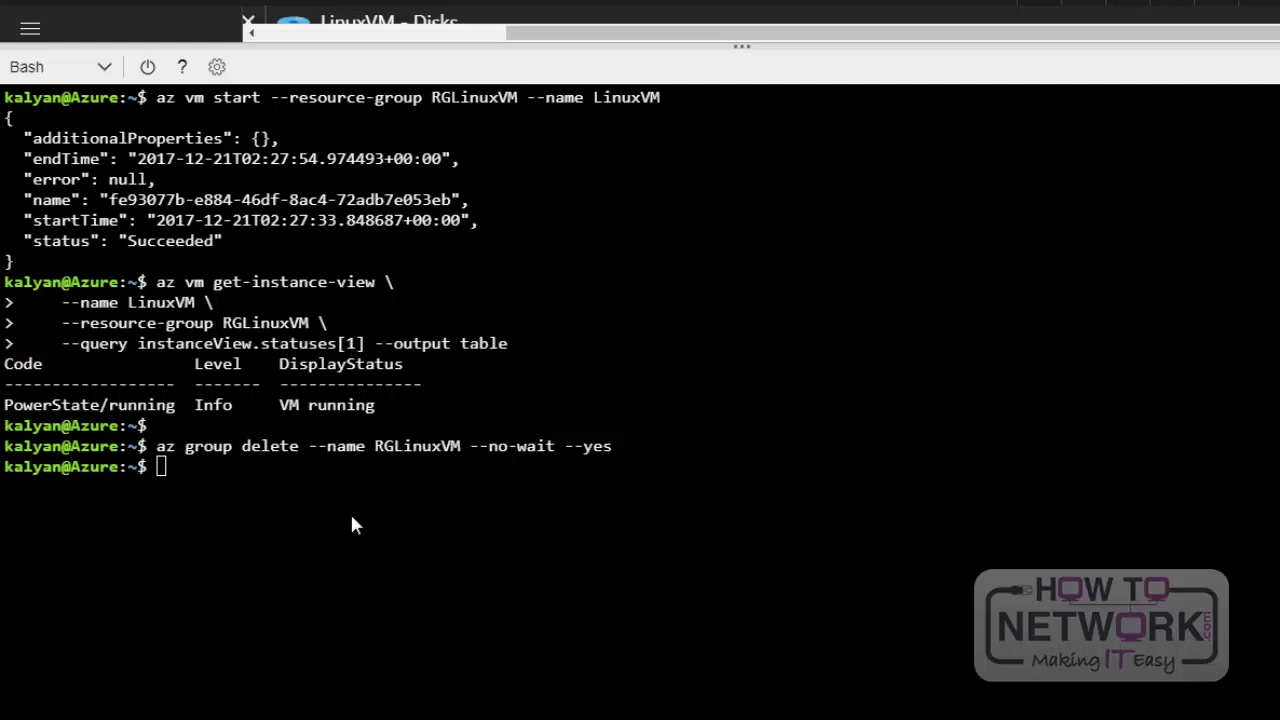 LinuxVM - Disks
Bash
kalyan@Azure:~$ az vm start --resource-group RGLinuxVM --name LinuxVM
{
  "additionalProperties": {},
  "endTime": "2017-12-21T02:27:54.974493+00:00",
  "error": null,
  "name": "fe93077b-e884-46df-8ac4-72adb7e053eb",
  "startTime": "2017-12-21T02:27:33.848687+00:00",
  "status": "Succeeded"
}
kalyan@Azure:~$ az vm get-instance-view \
>     --name LinuxVM \
>     --resource-group RGLinuxVM \
>     --query instanceView.statuses[1] --output table
Code                Level    DisplayStatus
------------------  -------  ---------------
PowerState/running  Info     VM running
kalyan@Azure:~$
kalyan@Azure:~$ az group delete --name RGLinuxVM --no-wait --yes
kalyan@Azure:~$
HOW TO
NETWORK.com
Making IT Easy